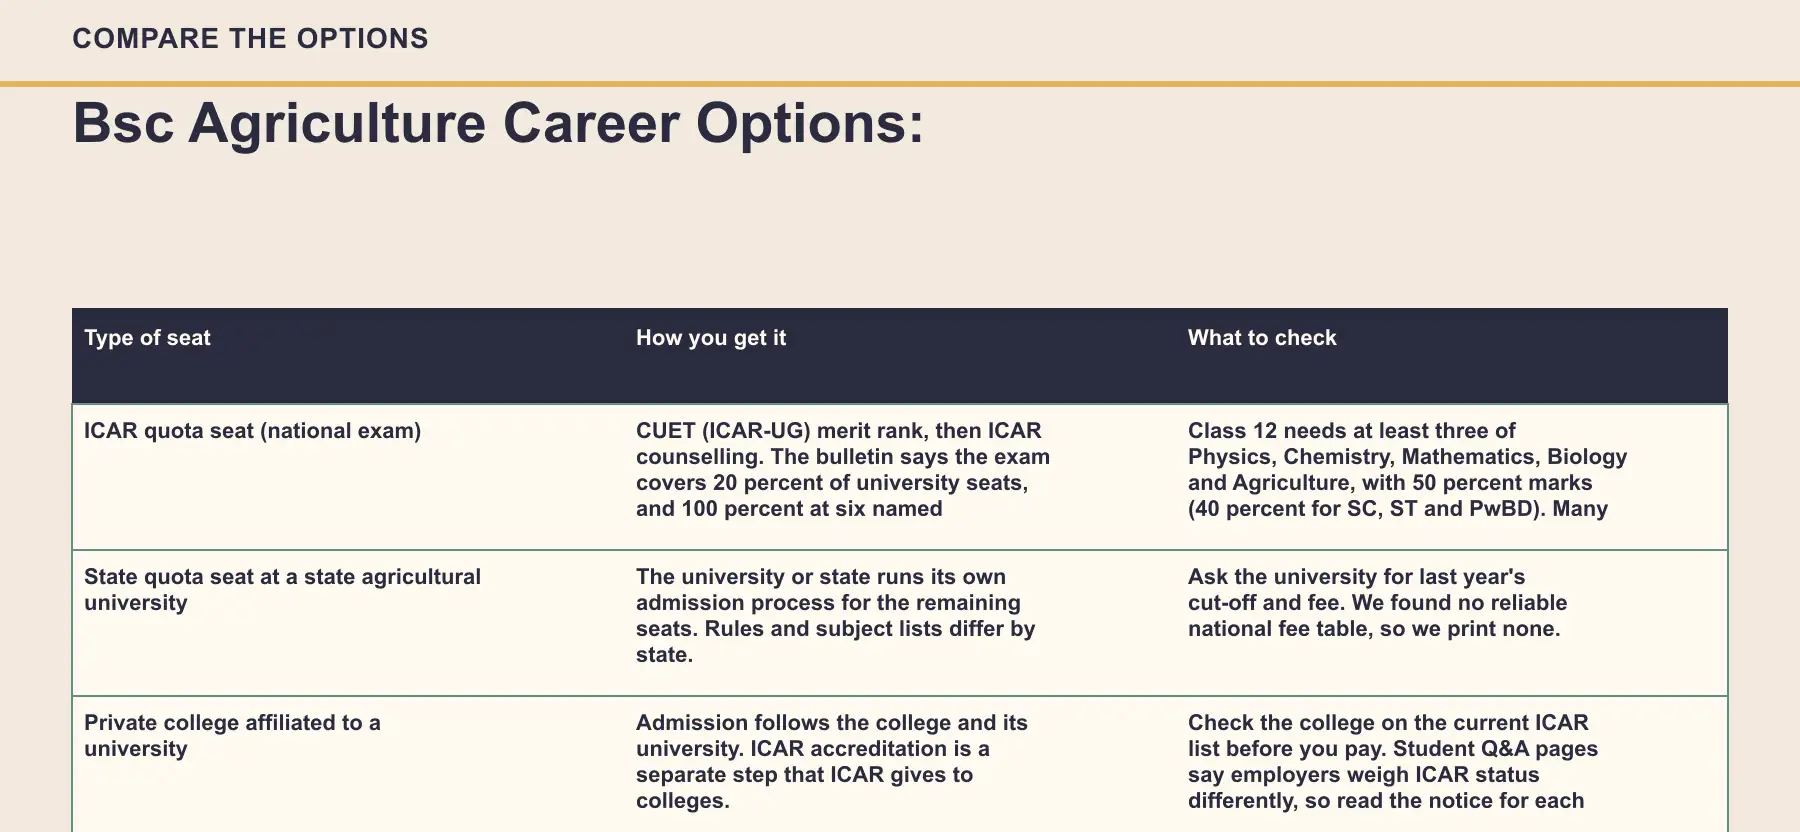 COMPARE THE OPTIONS
Bsc Agriculture Career Options:
Type of seat
How you get it
What to check
ICAR quota seat (national exam)
CUET (ICAR-UG) merit rank, then ICAR
counselling. The bulletin says the exam
covers 20 percent of university seats,
and 100 percent at six named
Class 12 needs at least three of
Physics, Chemistry, Mathematics, Biology
and Agriculture, with 50 percent marks
(40 percent for SC, ST and PwBD). Many
State quota seat at a state agricultural
university
The university or state runs its own
admission process for the remaining
seats. Rules and subject lists differ by
state.
Ask the university for last year's
cut-off and fee. We found no reliable
national fee table, so we print none.
Private college affiliated to a
university
Admission follows the college and its
university. ICAR accreditation is a
separate step that ICAR gives to
colleges.
Check the college on the current ICAR
list before you pay. Student Q&A pages
say employers weigh ICAR status
differently, so read the notice for each